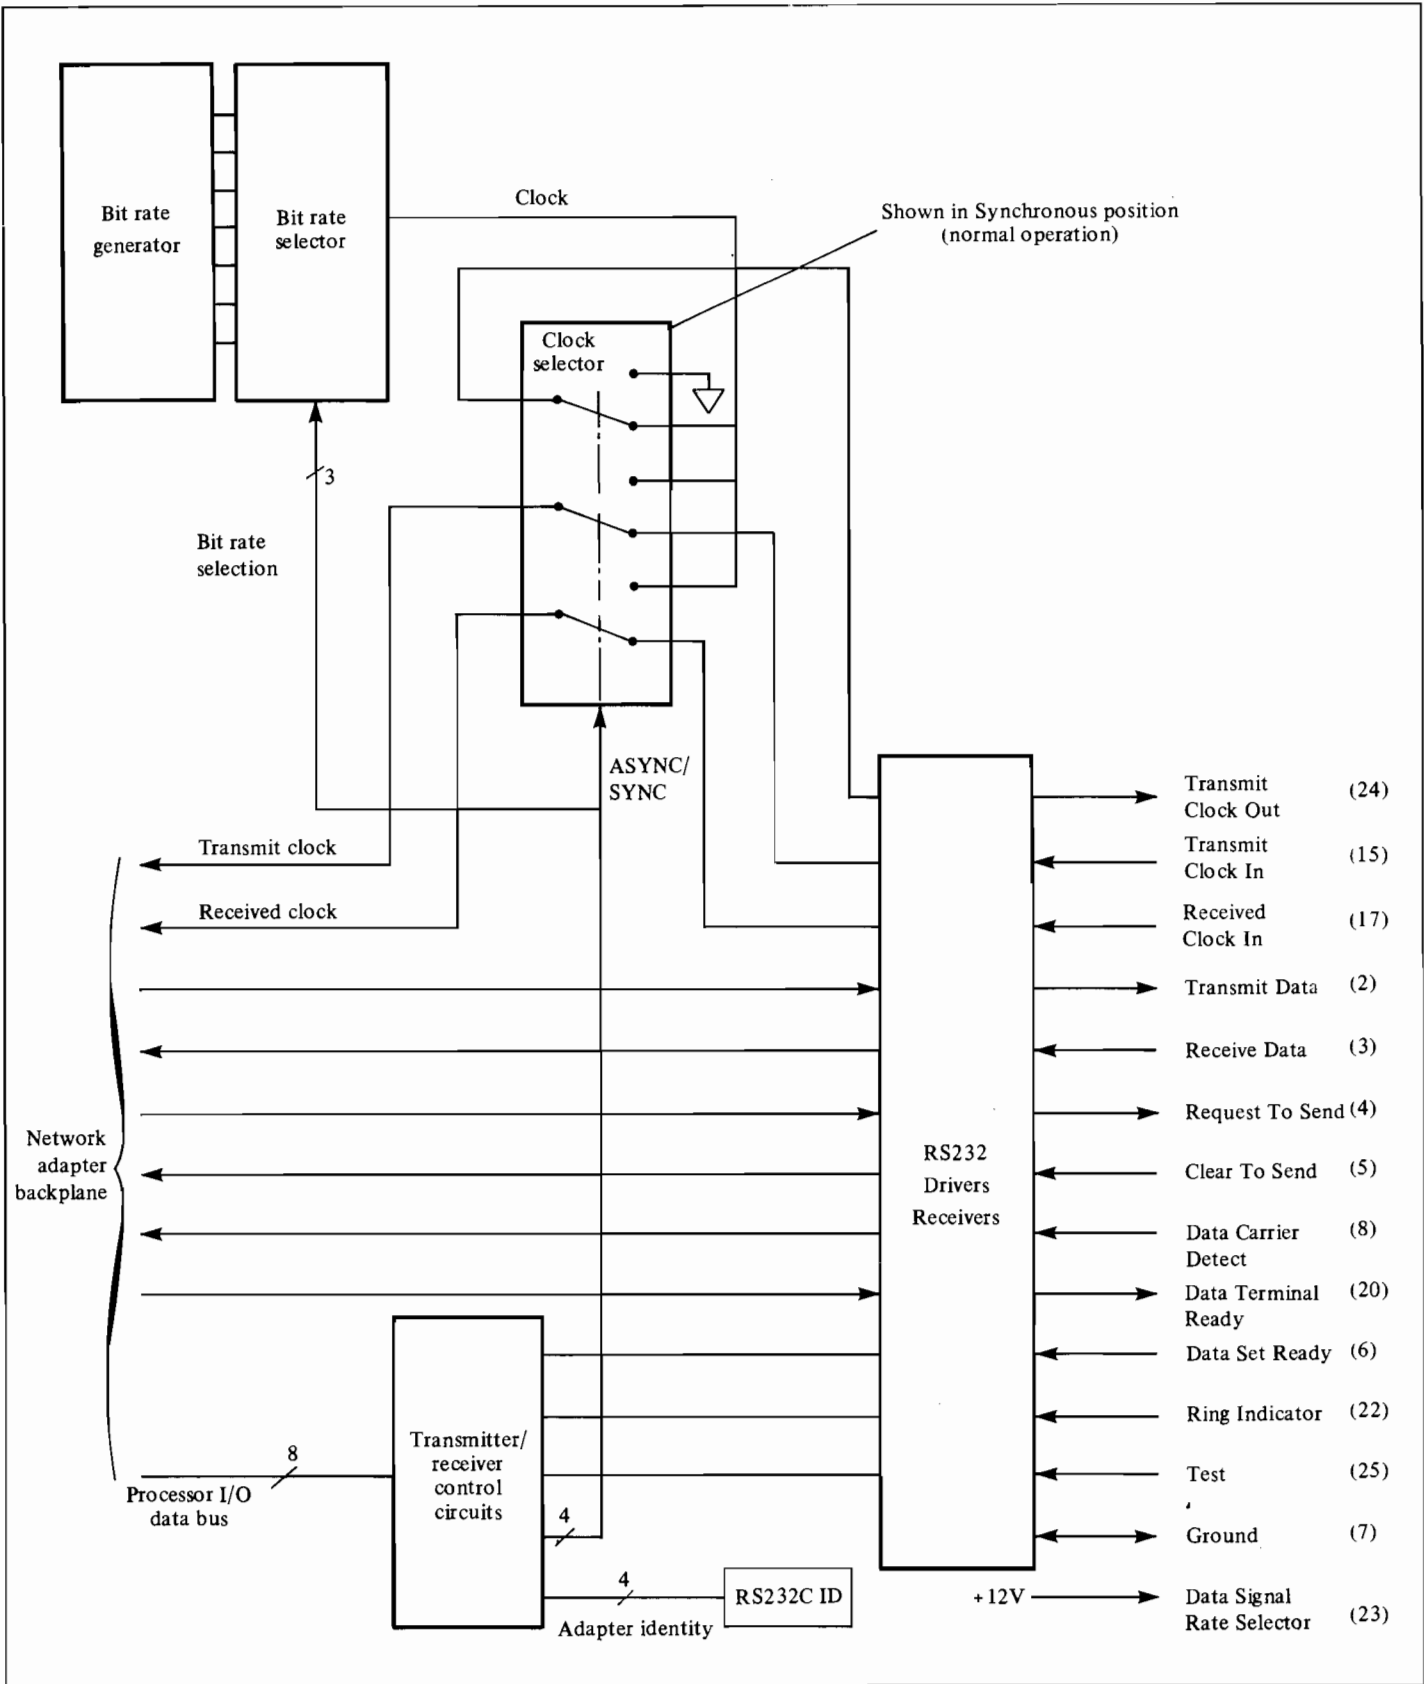 Bit rate
generator
Bit rate
selector
Clock
Shown in Synchronous position
(normal operation)
Clock
selector
3
Bit rate
selection
ASYNC/
SYNC
Transmit clock
Received clock
Network
adapter
backplane
RS232
Drivers
Receivers
Transmit
Clock Out (24)
Transmit
Clock In (15)
Received
Clock In (17)
Transmit Data (2)
Receive Data (3)
Request To Send (4)
Clear To Send (5)
Data Carrier
Detect (8)
Data Terminal
Ready (20)
Data Set Ready (6)
Ring Indicator (22)
Test (25)
Ground (7)
+12V
Data Signal
Rate Selector (23)
8
Processor I/O
data bus
Transmitter/
receiver
control
circuits
4
4
Adapter identity
RS232C ID